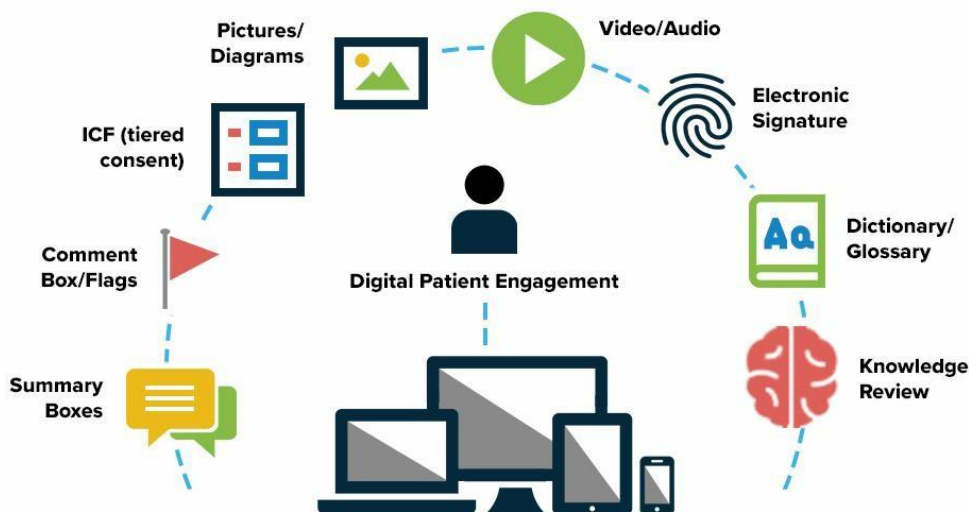 Pictures/
Diagrams
Video/Audio
Electronic
Signature
ICF (tiered
consent)
Aa
Dictionary/
Glossary
Comment
Box/Flags
Digital Patient Engagement
Knowledge
Review
Summary
Boxes